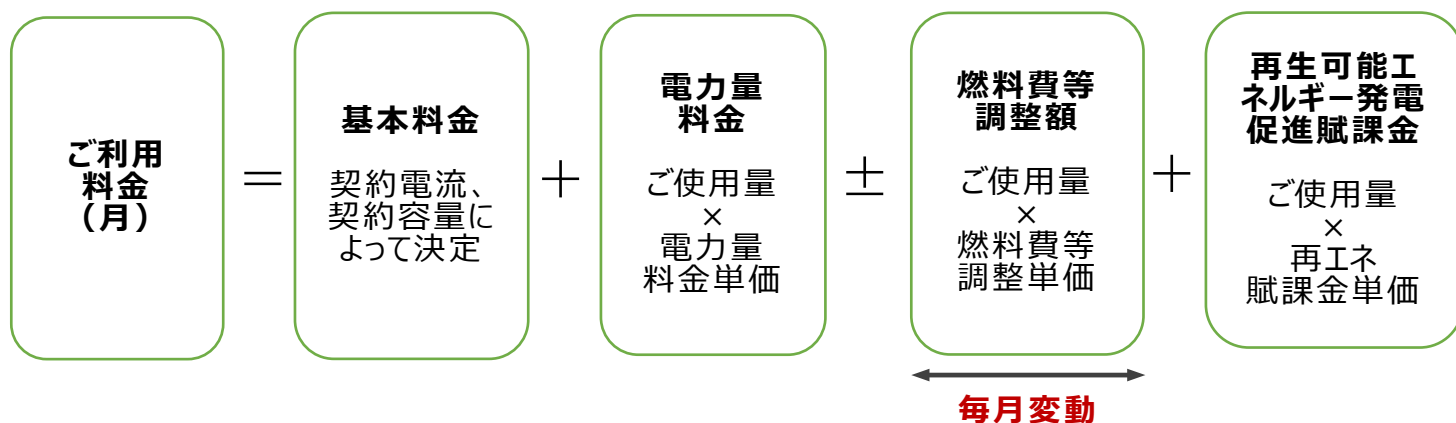 ご利用
料金
(月)
=
基本料金
契約電流、
契約容量に
よって決定
+
電力量
料金
ご使用量
×
電力量
料金単価
±
燃料費等
調整額
ご使用量
×
燃料費等
調整単価
+
再生可能エ
ネルギー発電
促進賦課金
ご使用量
×
再エネ
賦課金単価
毎月変動